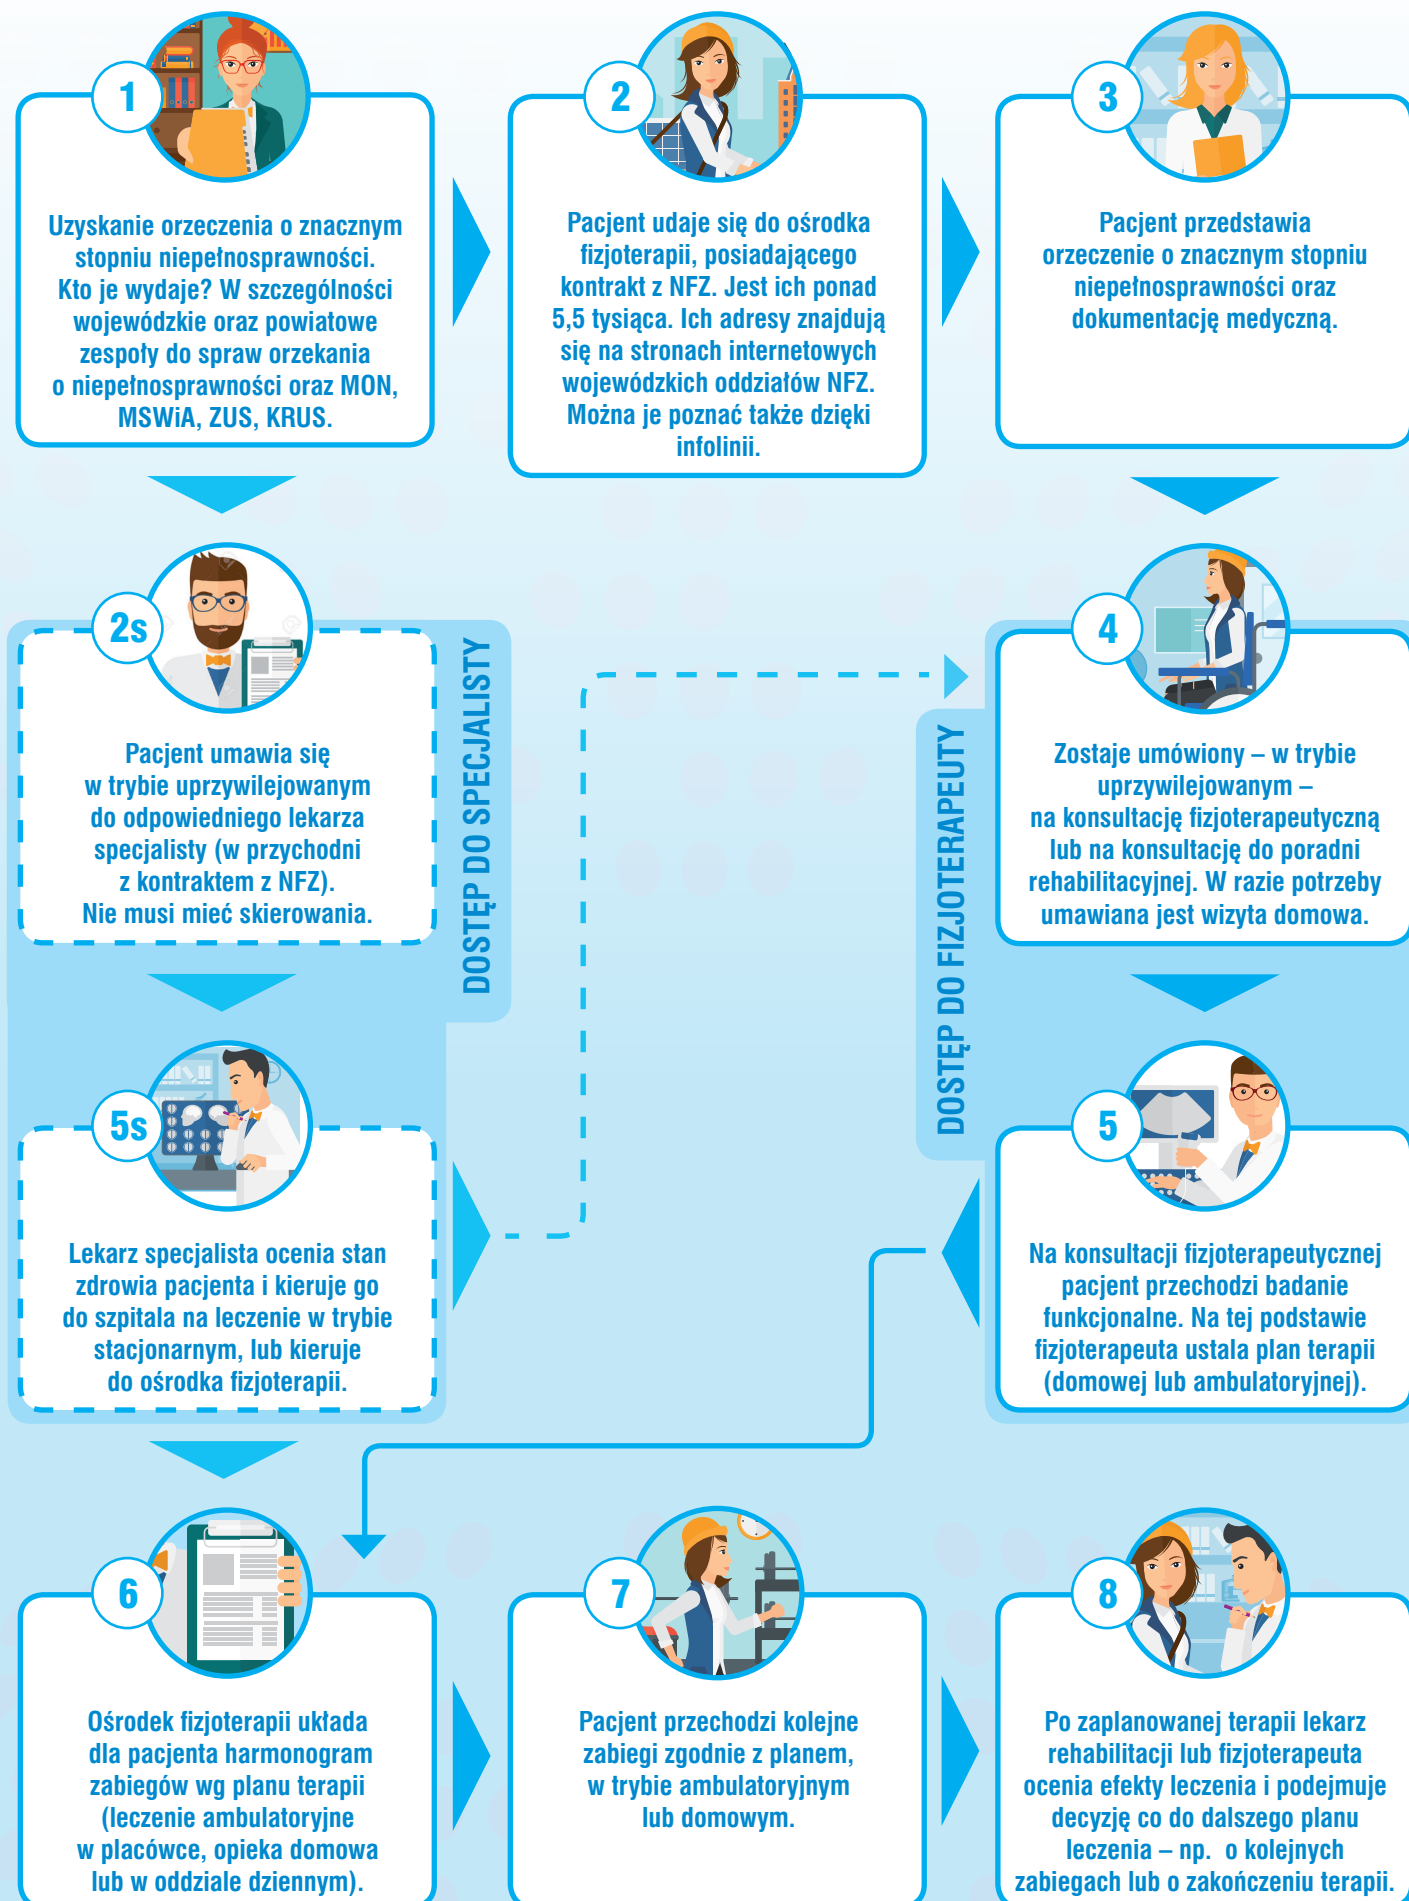 1
Uzyskanie orzeczenia o znacznym
stopniu niepełnosprawności.
Kto je wydaje? W szczególności
wojewódzkie oraz powiatowe
zespoły do spraw orzekania
o niepełnosprawności oraz MON,
MSWiA, ZUS, KRUS.
2
Pacjent udaje się do ośrodka
fizjoterapii, posiadającego
kontrakt z NFZ. Jest ich ponad
5,5 tysiąca. Ich adresy znajdują
się na stronach internetowych
wojewódzkich oddziałów NFZ.
Można je poznać także dzięki
infolinii.
3
Pacjent przedstawia
orzeczenie o znacznym stopniu
niepełnosprawności oraz
dokumentację medyczną.
2s
Pacjent umawia się
w trybie uprzywilejowanym
do odpowiedniego lekarza
specjalisty (w przychodni
z kontraktem z NFZ).
Nie musi mieć skierowania.
DOSTĘP DO SPECJALISTY
DOSTĘP DO FIZJOTERAPEUTY
4
Zostaje umówiony – w trybie
uprzywilejowanym –
na konsultację fizjoterapeutyczną
lub na konsultację do poradni
rehabilitacyjnej. W razie potrzeby
umawiana jest wizyta domowa.
5s
Lekarz specjalista ocenia stan
zdrowia pacjenta i kieruje go
do szpitala na leczenie w trybie
stacjonarnym, lub kieruje
do ośrodka fizjoterapii.
5
Na konsultacji fizjoterapeutycznej
pacjent przechodzi badanie
funkcjonalne. Na tej podstawie
fizjoterapeuta ustala plan terapii
(domowej lub ambulatoryjnej).
6
Ośrodek fizjoterapii układa
dla pacjenta harmonogram
zabiegów wg planu terapii
(leczenie ambulatoryjne
w placówce, opieka domowa
lub w oddziale dziennym).
7
Pacjent przechodzi kolejne
zabiegi zgodnie z planem,
w trybie ambulatoryjnym
lub domowym.
8
Po zaplanowanej terapii lekarz
rehabilitacji lub fizjoterapeuta
ocenia efekty leczenia i podejmuje
decyzję co do dalszego planu
leczenia – np. o kolejnych
zabiegach lub o zakończeniu terapii.